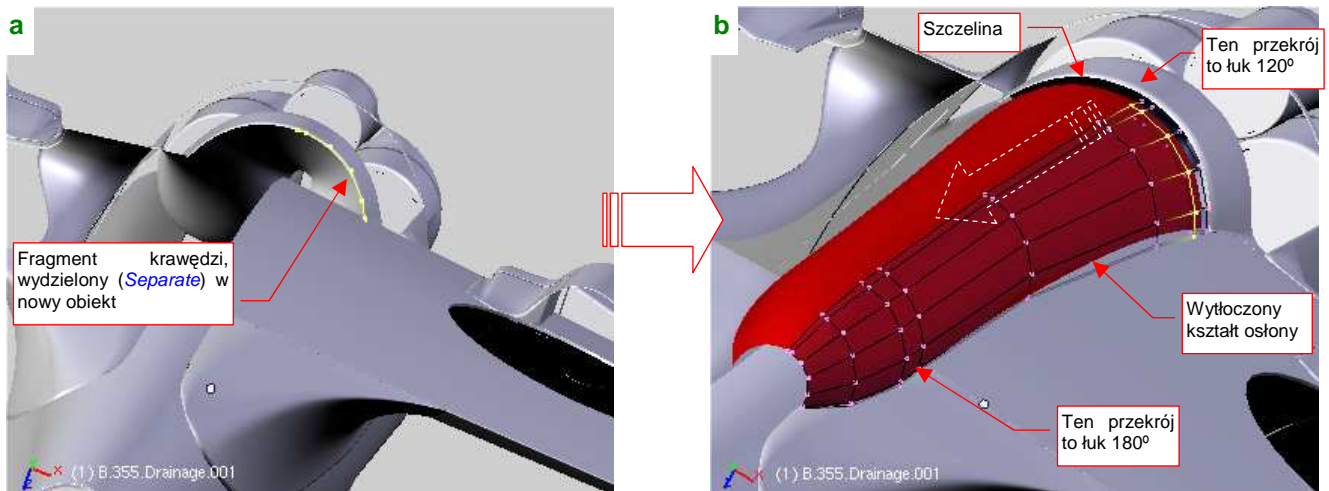 a
Fragment krawędzi,
wydzielony (Separate) w
nowy obiekt
(1) B.355.Drainage.001
b
Szczelina
Ten przekrój
to łuk 120º
Wytłoczony
kształt osłony
Ten przekrój
to łuk 180º
(1) B.355.Drainage.001